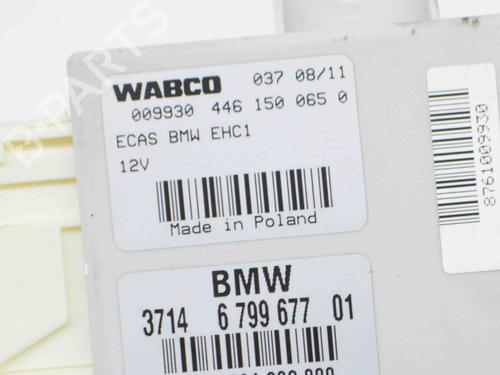 WABCO 037 08/11
009930 446 150 065 0
ECAS BMW EHC1
12V
Made in Poland
BMW
3714 6 799 677 01
8761009930
B-PARTS